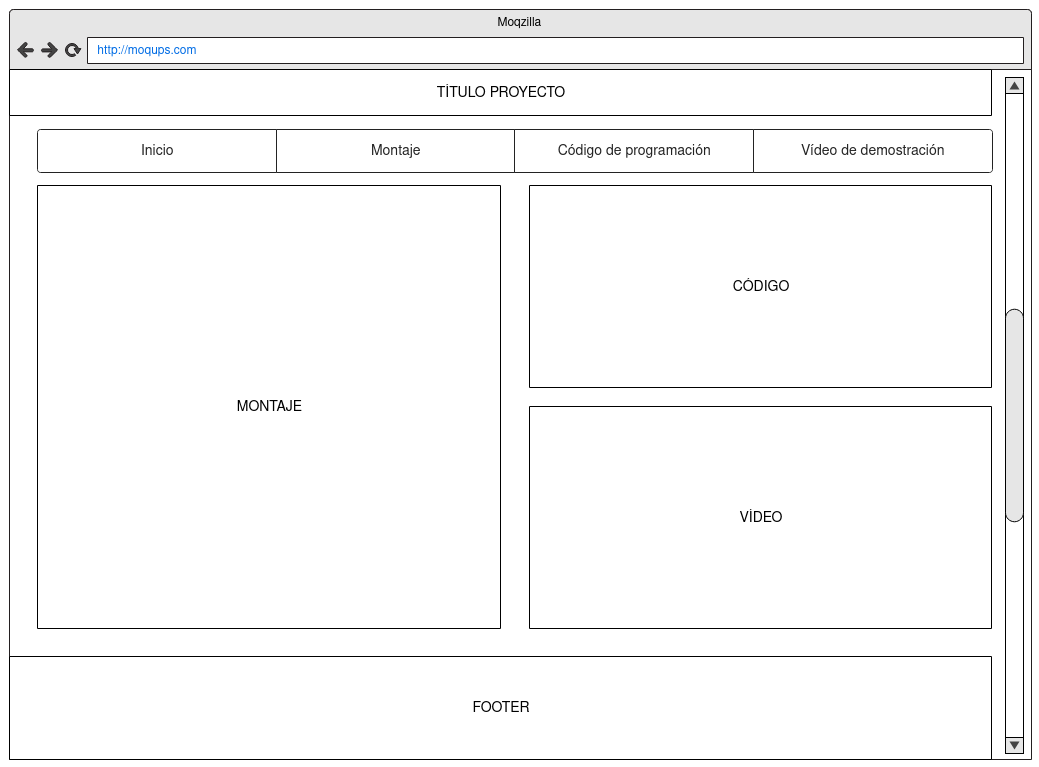 Moqzilla
http://moqups.com
TÍTULO PROYECTO
Inicio Montaje Código de programación Vídeo de demostración
MONTAJE
CÓDIGO
VÍDEO
FOOTER